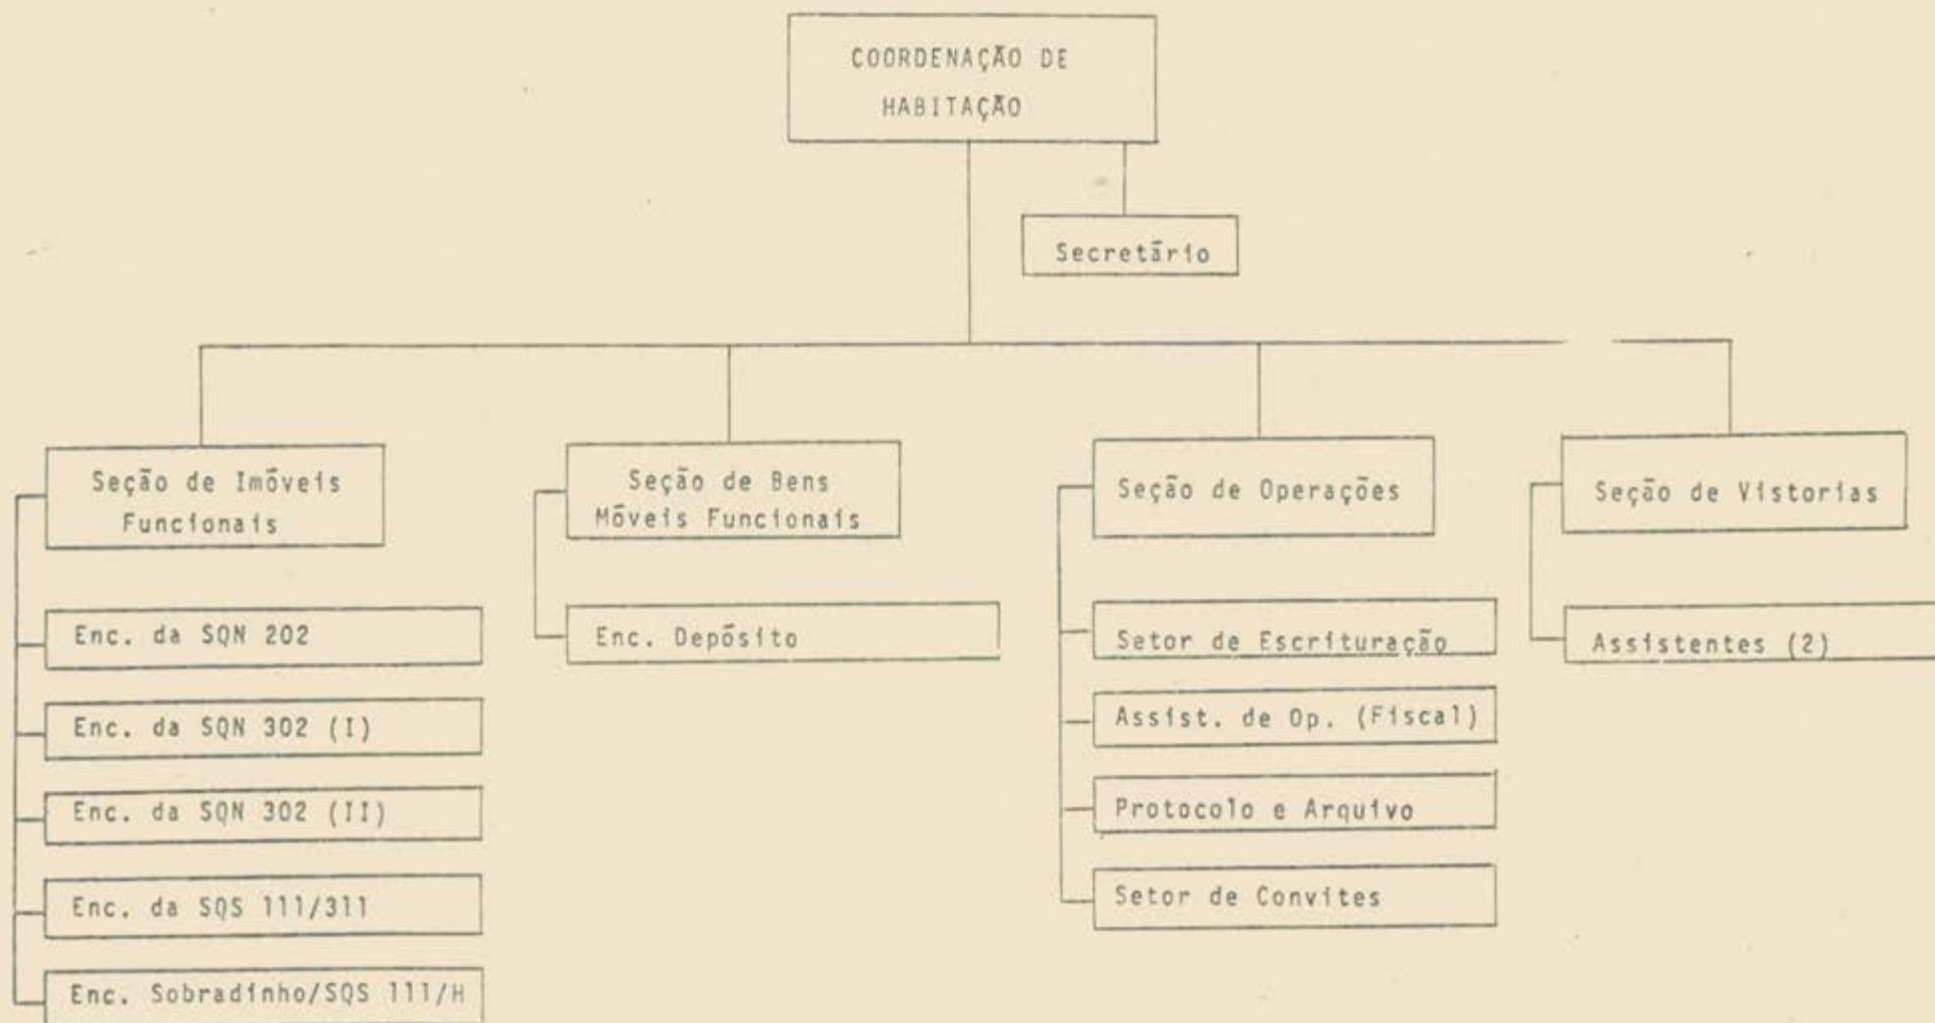 COORDENAÇÃO DE
HABITAÇÃO
Secretário
Seção de Imóveis
Funcionais
Enc. da SQN 202
Enc. da SQN 302 (I)
Enc. da SQN 302 (II)
Enc. da SQS 111/311
Enc. Sobradinho/SQS 111/H
Seção de Bens
Móveis Funcionais
Enc. Depósito
Seção de Operações
Setor de Escrituração
Assist. de Op. (Fiscal)
Protocolo e Arquivo
Setor de Convites
Seção de Vistorias
Assistentes (2)